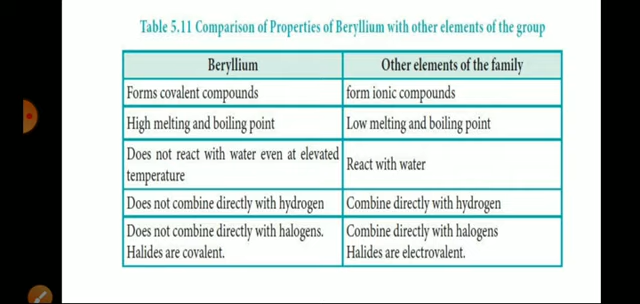 Table 5.11 Comparison of Properties of Beryllium with other elements of the group
Beryllium
Other elements of the family
Forms covalent compounds
form ionic compounds
High melting and boiling point
Low melting and boiling point
Does not react with water even at elevated
temperature
React with water
Does not combine directly with hydrogen
Combine directly with hydrogen
Does not combine directly with halogens.
Halides are covalent.
Combine directly with halogens
Halides are electrovalent.